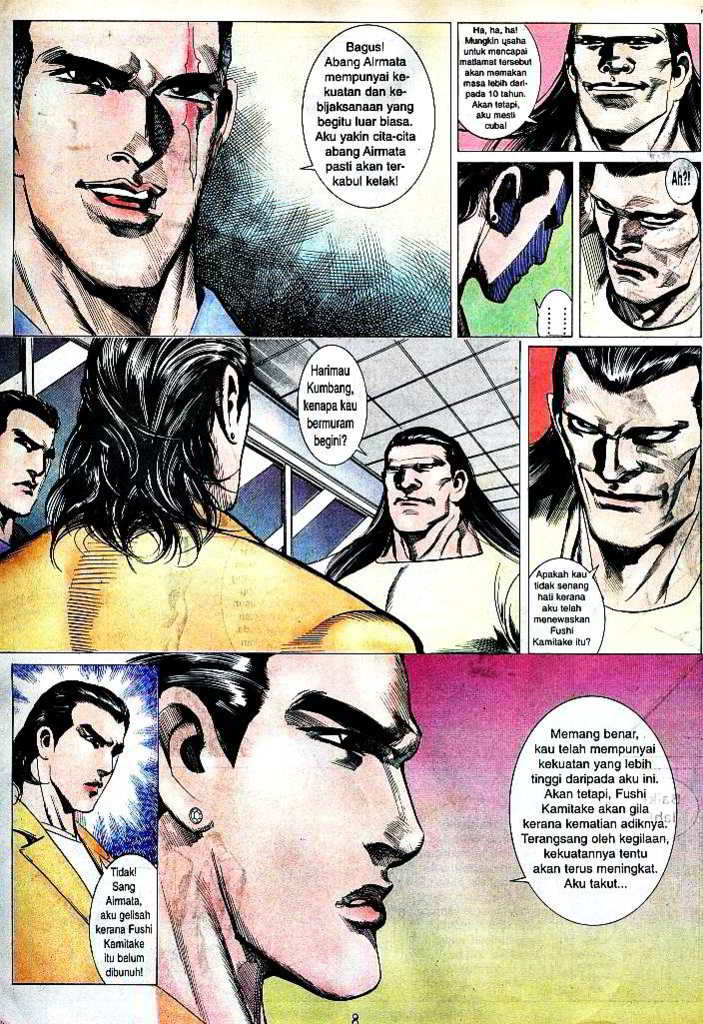 Bagus!
Abang Airmata
mempunyai ke-
kuatan dan ke-
bijaksanaan yang
begitu luar biasa.
Aku yakin cita-cita
abang Airmata
pasti akan ter-
kabul kelak!
Ha, ha, ha!
Mungkin usaha
untuk mencapai
matlamat tersebut
akan memakan
masa lebih dari-
pada 10 tahun.
Akan tetapi,
aku mesti
cuba!
Ah?!
Harimau
Kumbang,
kenapa kau
bermuram
begini?
Apakah kau
tidak senang
hati kerana
aku telah
menewaskan
Fushi
Kamitake itu?
Tidak!
Sang
Airmata,
aku gelisah
kerana Fushi
Kamitake
itu belum
dibunuh!
Memang benar,
kau telah mempunyai
kekuatan yang lebih
tinggi daripada aku ini.
Akan tetapi, Fushi
Kamitake akan gila
kerana kematian adiknya.
Terangsang oleh kegilaan,
kekuatannya tentu
akan terus meningkat.
Aku takut...
8